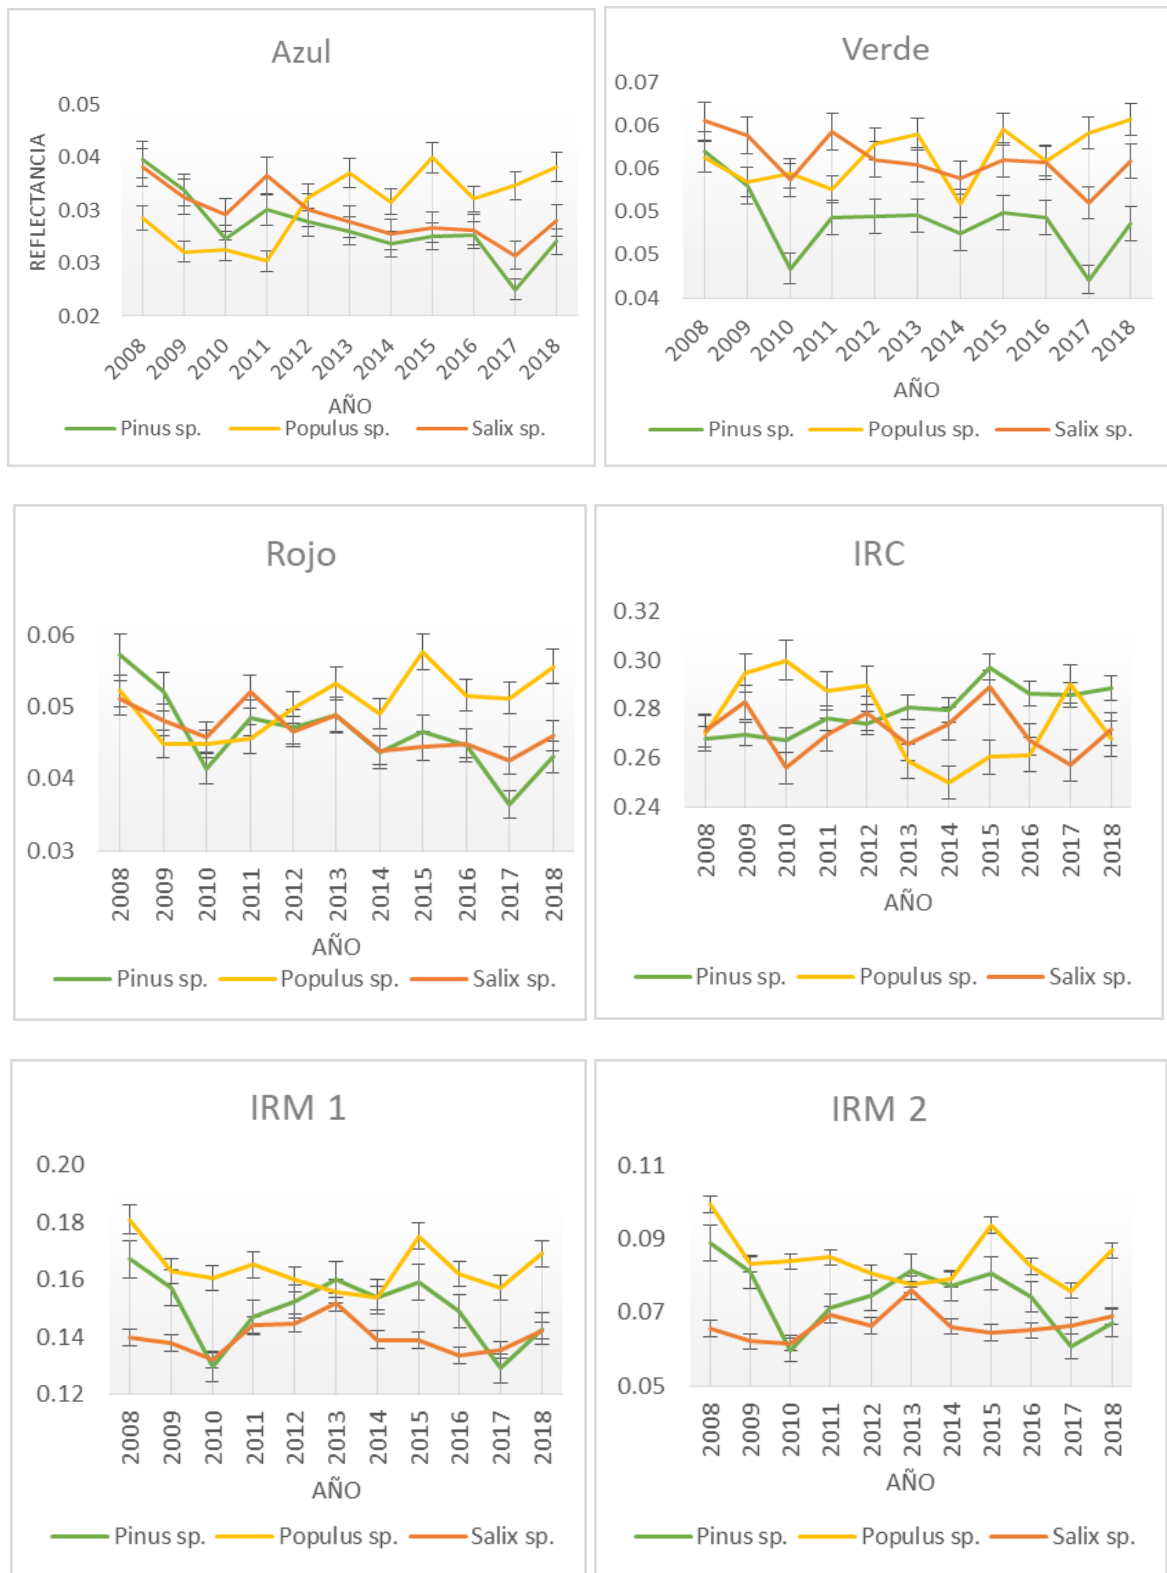 Azul
0.05
0.04
0.03
0.03
0.02
REFLECTANCIA
2008 2009 2010 2011 2012 2013 2014 2015 2016 2017 2018
AÑO
Pinus sp. Populus sp. Salix sp.
Verde
0.07
0.06
0.06
0.05
0.05
0.04
2008 2009 2010 2011 2012 2013 2014 2015 2016 2017 2018
AÑO
Pinus sp. Populus sp. Salix sp.
Rojo
0.06
0.05
0.04
0.03
2008 2009 2010 2011 2012 2013 2014 2015 2016 2017 2018
AÑO
Pinus sp. Populus sp. Salix sp.
IRC
0.32
0.30
0.28
0.26
0.24
2008 2009 2010 2011 2012 2013 2014 2015 2016 2017 2018
AÑO
Pinus sp. Populus sp. Salix sp.
IRM 1
0.20
0.18
0.16
0.14
0.12
2008 2009 2010 2011 2012 2013 2014 2015 2016 2017 2018
AÑO
Pinus sp. Populus sp. Salix sp.
IRM 2
0.11
0.09
0.07
0.05
2008 2009 2010 2011 2012 2013 2014 2015 2016 2017 2018
AÑO
Pinus sp. Populus sp. Salix sp.